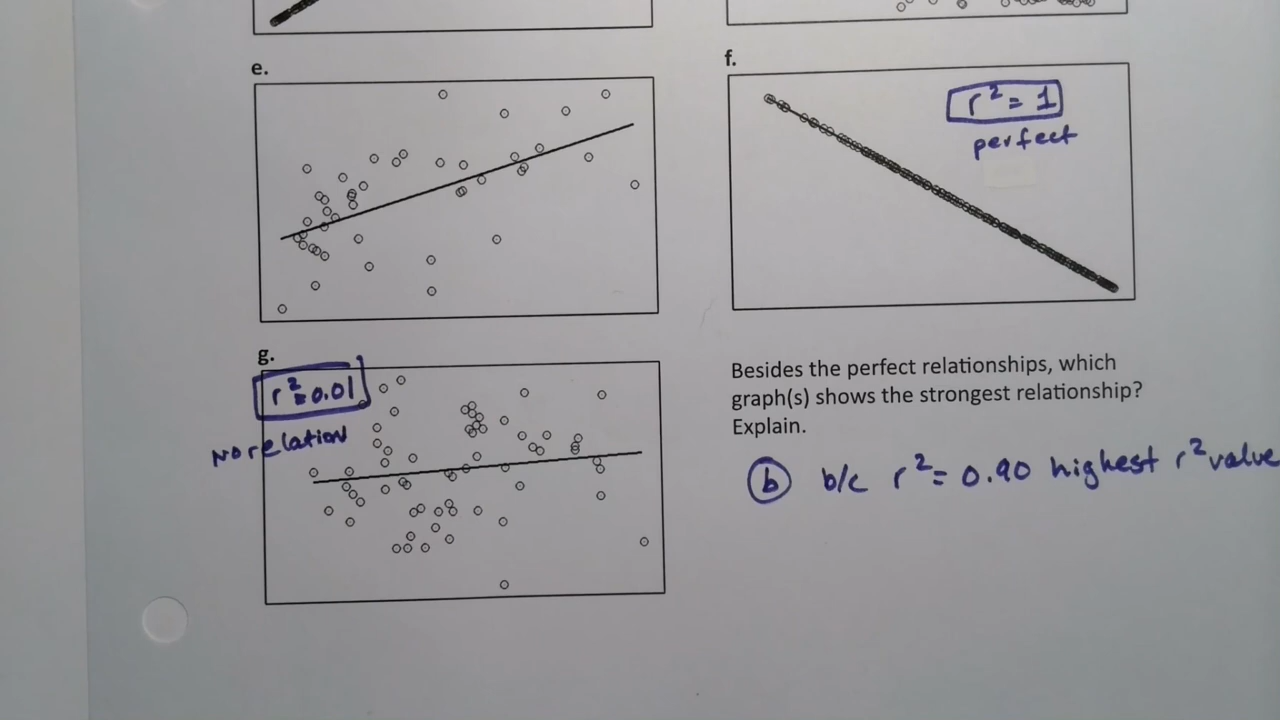 e.
f.
r² = 1
perfect
g.
r² = 0.01
No relation
Besides the perfect relationships, which
graph(s) shows the strongest relationship?
Explain.
b b/c r² = 0.90 highest r² value